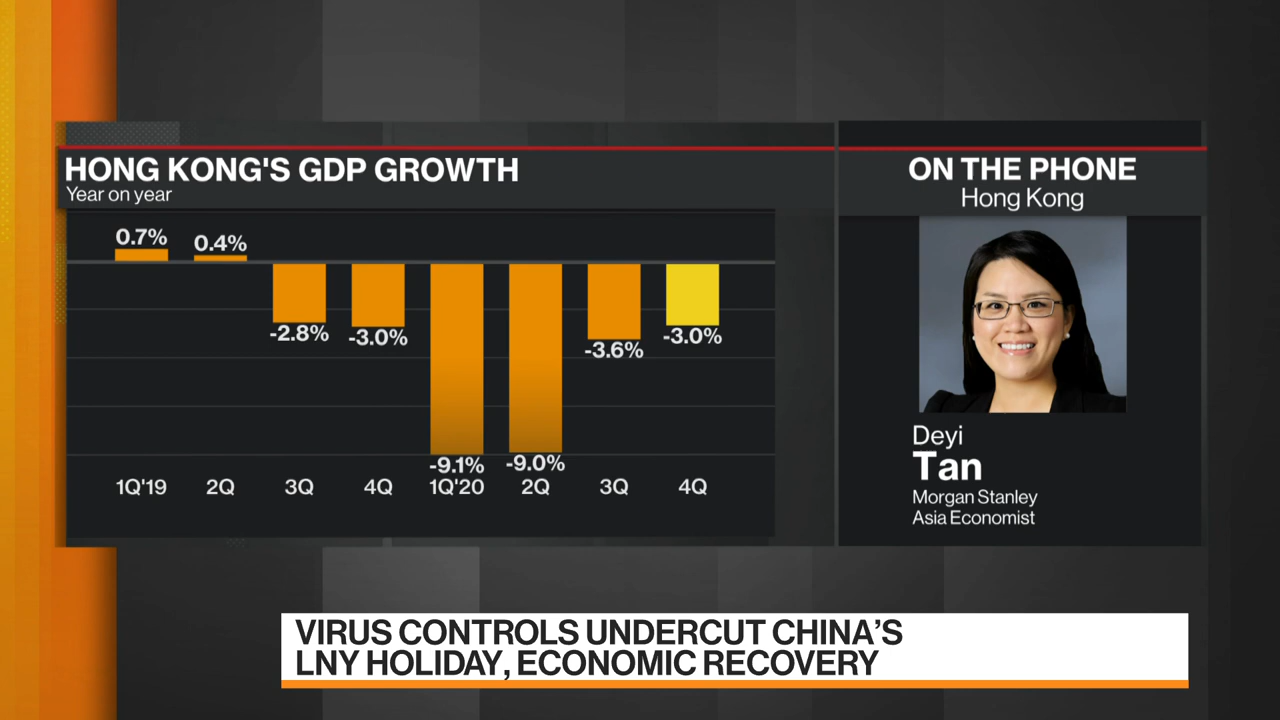 HONG KONG'S GDP GROWTH
Year on year
0.7% 0.4% -2.8% -3.0% -9.1% -9.0% -3.6% -3.0%
1Q'19 2Q 3Q 4Q 1Q'20 2Q 3Q 4Q
ON THE PHONE
Hong Kong
Deyi
Tan
Morgan Stanley
Asia Economist
VIRUS CONTROLS UNDERCUT CHINA’S
LNY HOLIDAY, ECONOMIC RECOVERY